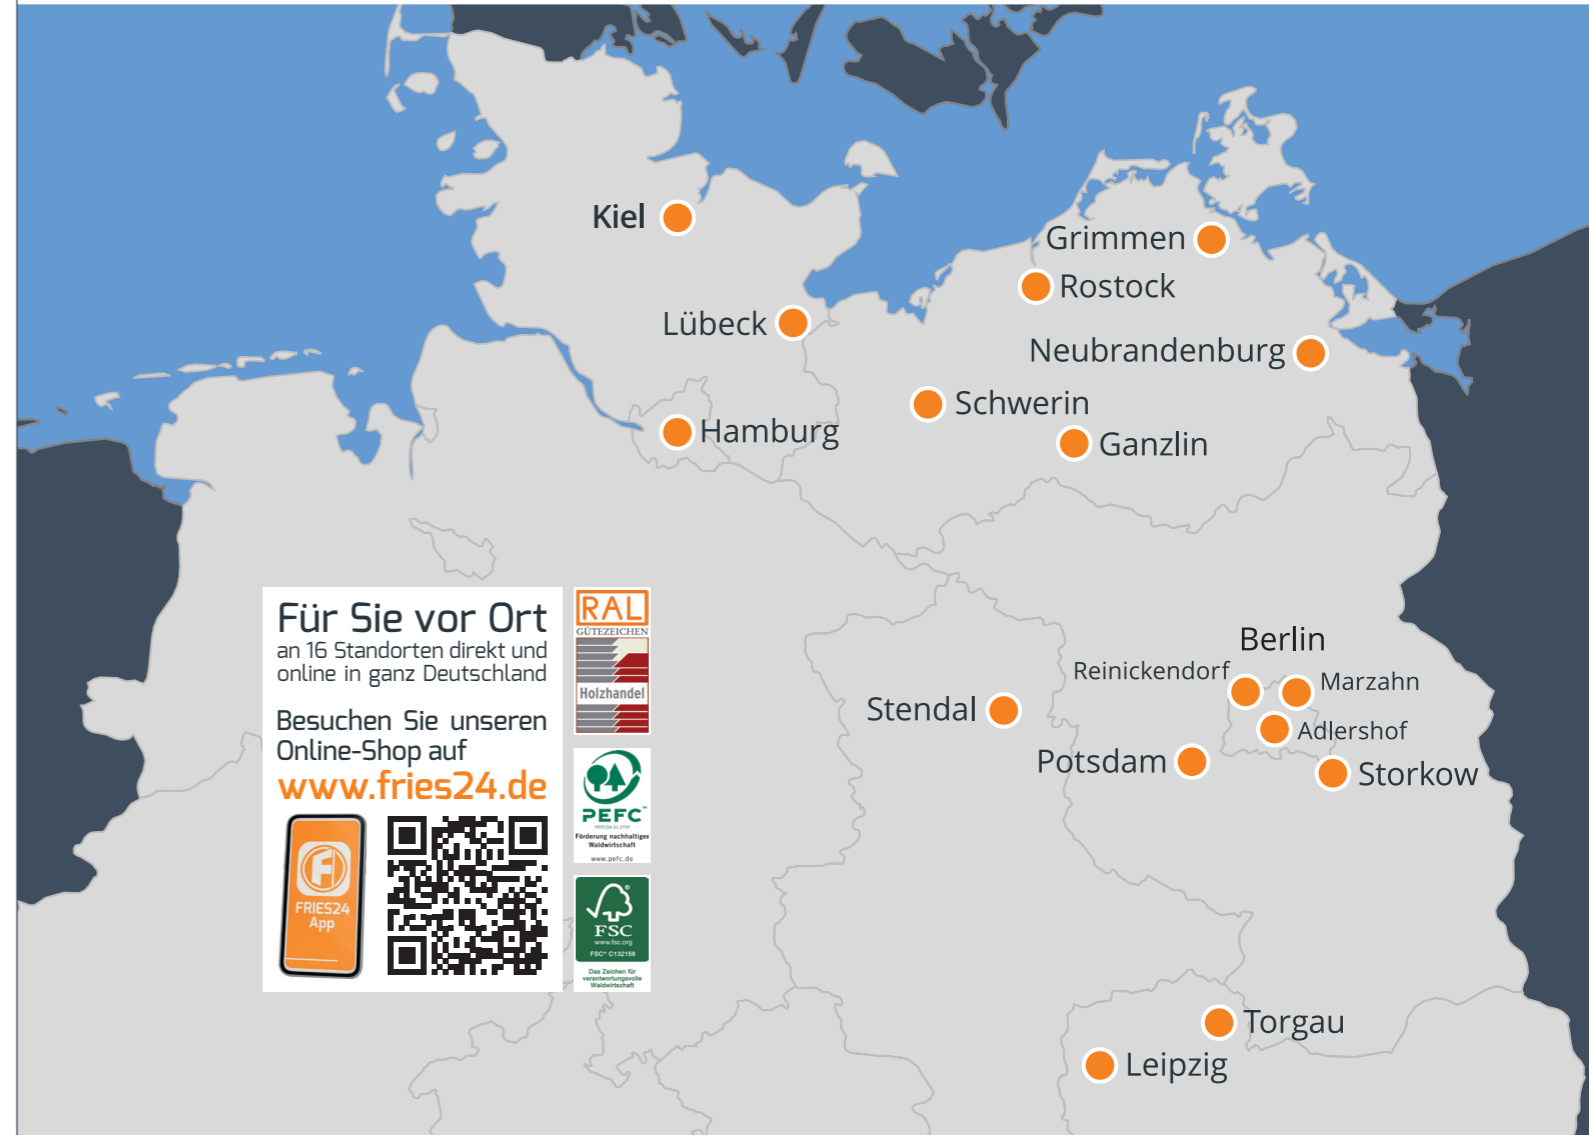 Kiel
Grimmen
Rostock
Lübeck
Neubrandenburg
Schwerin
Hamburg
Ganzlin
Für Sie vor Ort
an 16 Standorten direkt und
online in ganz Deutschland
Besuchen Sie unseren
Online-Shop auf
www.fries24.de
FRIES24
App
RAL
GÜTEZEICHEN
Holzhandel
PEFC™
Förderung nachhaltiger
Waldwirtschaft
www.pefc.de
FSC
www.fsc.org
FSC® C132158
Das Zeichen für
verantwortungsvolle
Waldwirtschaft
Berlin
Reinickendorf
Marzahn
Stendal
Adlershof
Potsdam
Storkow
Torgau
Leipzig